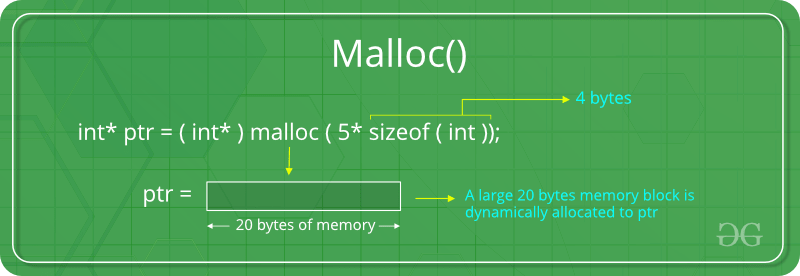 Malloc()
4 bytes
int* ptr = ( int* ) malloc ( 5* sizeof ( int ));
ptr =
A large 20 bytes memory block is
dynamically allocated to ptr
20 bytes of memory